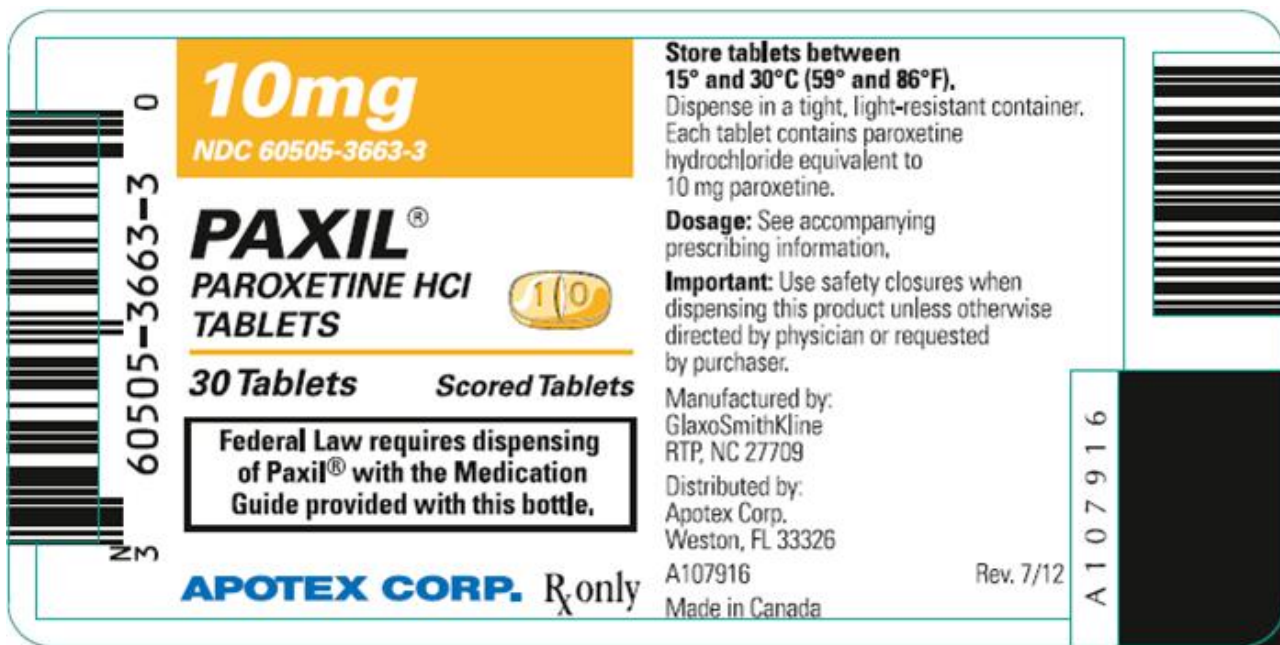 10mg
NDC 60505-3663-3
PAXIL®
PAROXETINE HCl
TABLETS
10
30 Tablets Scored Tablets
Federal Law requires dispensing
of Paxil® with the Medication
Guide provided with this bottle.
APOTEX CORP. Rx only
N 3 60505-3663-3 0
Store tablets between
15° and 30°C (59° and 86°F).
Dispense in a tight, light-resistant container.
Each tablet contains paroxetine
hydrochloride equivalent to
10 mg paroxetine.
Dosage: See accompanying
prescribing information.
Important: Use safety closures when
dispensing this product unless otherwise
directed by physician or requested
by purchaser.
Manufactured by:
GlaxoSmithKline
RTP, NC 27709
Distributed by:
Apotex Corp.
Weston, FL 33326
A107916 Rev. 7/12
Made in Canada
A107916